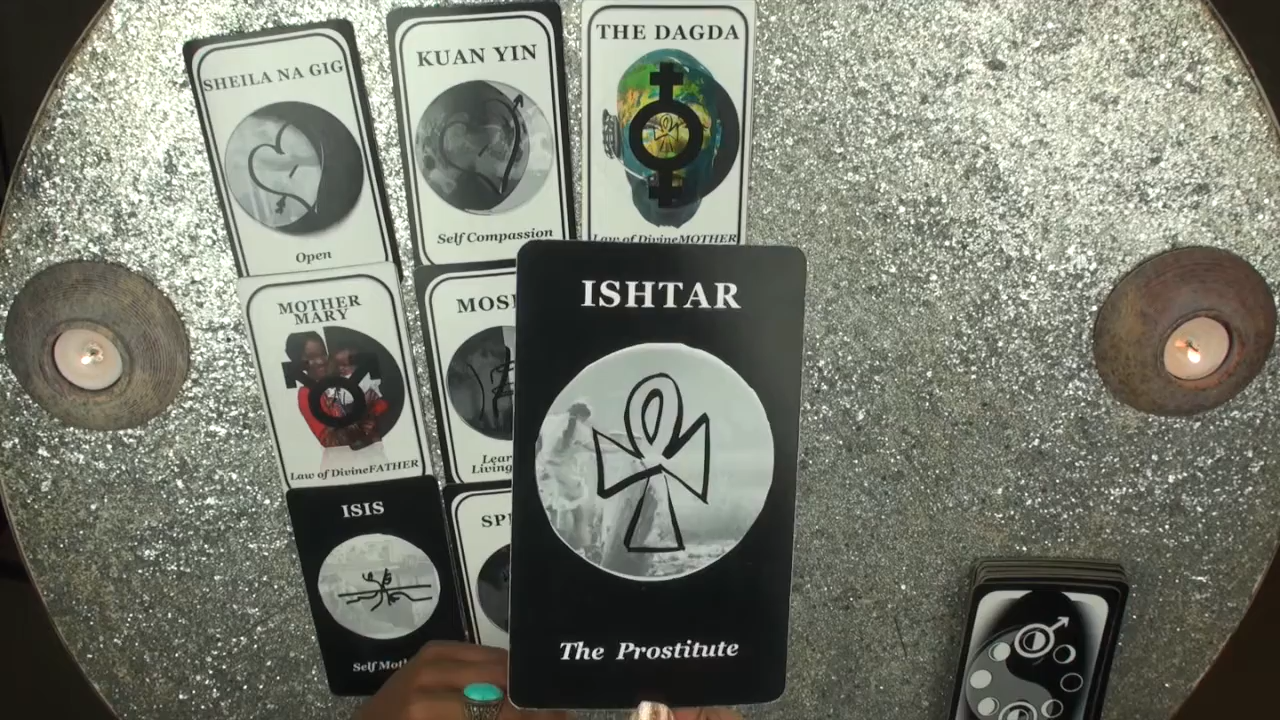 SHEILA NA GIG
Open
KUAN YIN
Self Compassion
THE DAGDA
Law of DivineMOTHER
MOTHER
MARY
Law of DivineFATHER
ISHTAR
The Prostitute
ISIS
Self